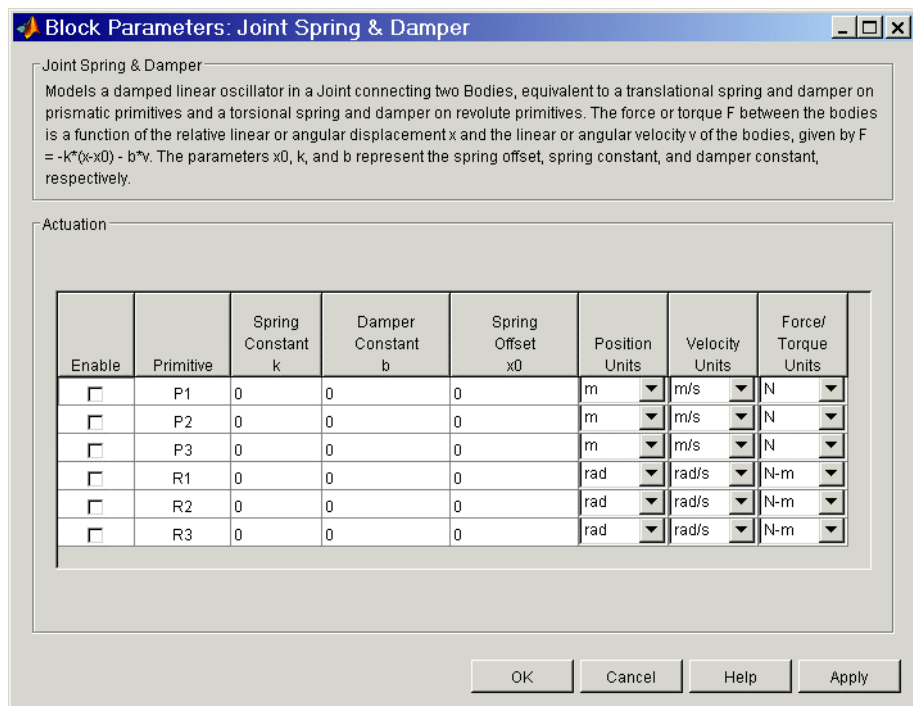 Block Parameters: Joint Spring & Damper
Joint Spring & Damper
Models a damped linear oscillator in a Joint connecting two Bodies, equivalent to a translational spring and damper on
prismatic primitives and a torsional spring and damper on revolute primitives. The force or torque F between the bodies
is a function of the relative linear or angular displacement x and the linear or angular velocity v of the bodies, given by F
= -k*(x-x0) - b*v. The parameters x0, k, and b represent the spring offset, spring constant, and damper constant,
respectively.
Actuation
Enable Primitive Spring Constant k Damper Constant b Spring Offset x0 Position Units Velocity Units Force/ Torque Units
P1 0 0 0 m m/s N
P2 0 0 0 m m/s N
P3 0 0 0 m m/s N
R1 0 0 0 rad rad/s N-m
R2 0 0 0 rad rad/s N-m
R3 0 0 0 rad rad/s N-m
OK Cancel Help Apply